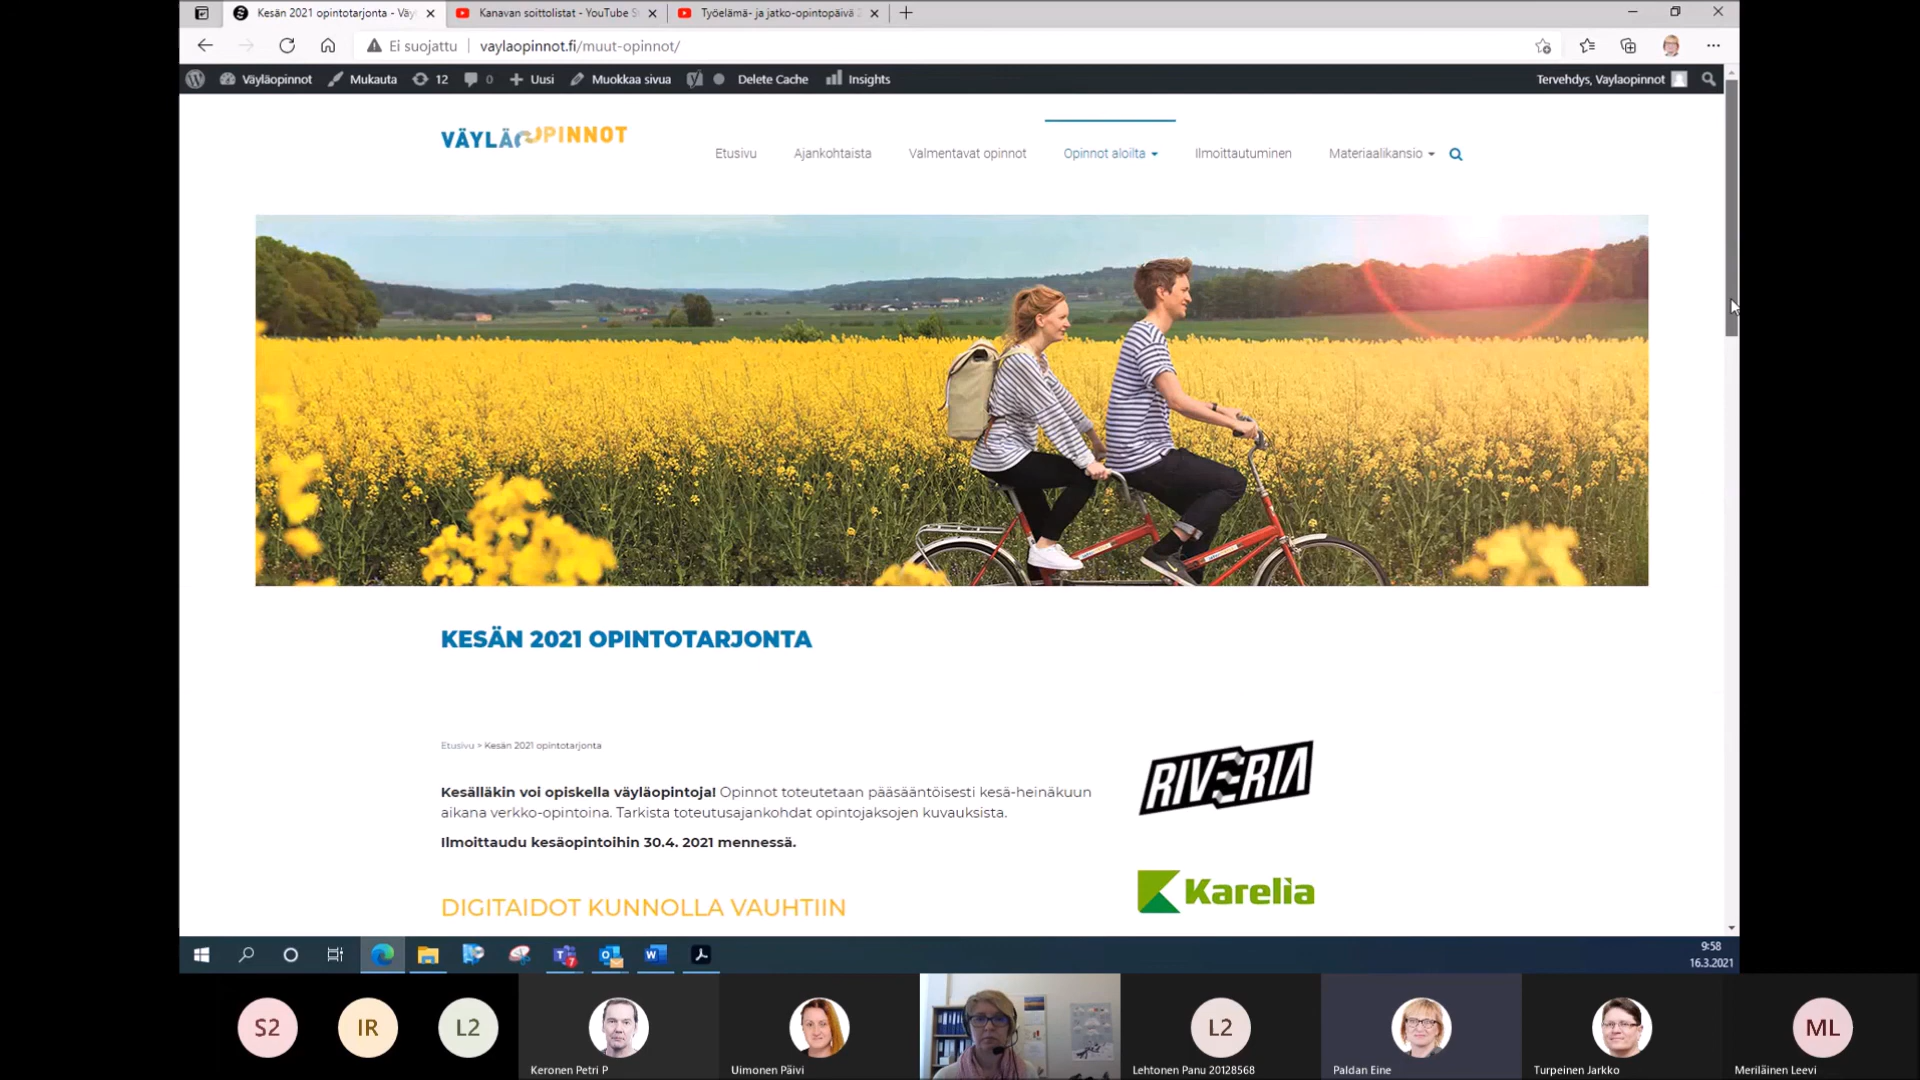 Kesän 2021 opintotarjonta - Väy
Kanavan soittolistat - YouTube S
Työelämä- ja jatko-opintopäivä 2
Ei suojattu
vaylaopinnot.fi/muut-opinnot/
Väyläopinnot
Mukauta
12
0
Uusi
Muokkaa sivua
Delete Cache
Insights
Tervehdys, Vaylaopinnot
VÄYLÄOPINNOT
Etusivu
Ajankohtaista
Valmentavat opinnot
Opinnot aloilta
Ilmoittautuminen
Materiaalikansio
KESÄN 2021 OPINTOTARJONTA
Etusivu > Kesän 2021 opintotarjonta
Kesälläkin voi opiskella väyläopintoja! Opinnot toteutetaan pääsääntöisesti kesä-heinäkuun
aikana verkko-opintoina. Tarkista toteutusajankohdat opintojaksojen kuvauksista.
Ilmoittaudu kesäopintoihin 30.4. 2021 mennessä.
DIGITAIDOT KUNNOLLA VAUHTIIN
RIVERIA
Karelia
9:58
16.3.2021
S2
IR
L2
Keronen Petri P
Uimonen Päivi
L2
Lehtonen Panu 20128568
Paldan Eine
Turpeinen Jarkko
ML
Meriläinen Leevi